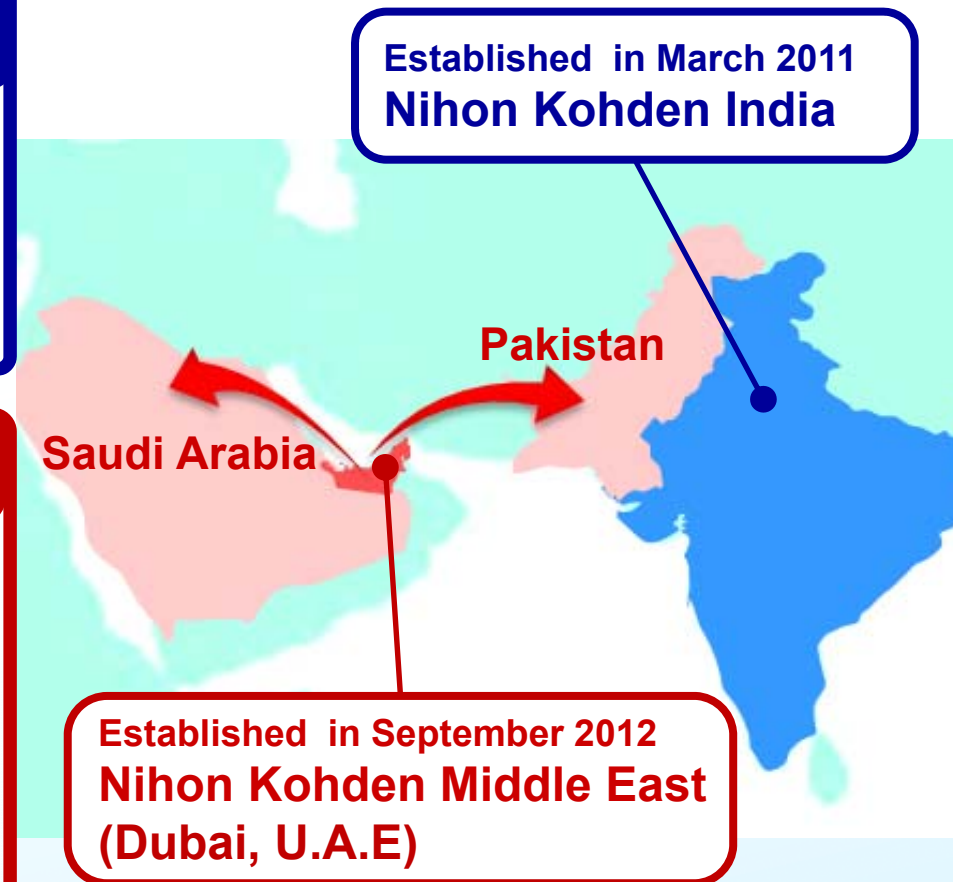 Established in March 2011
Nihon Kohden India
Pakistan
Saudi Arabia
Established in September 2012
Nihon Kohden Middle East
(Dubai, U.A.E)